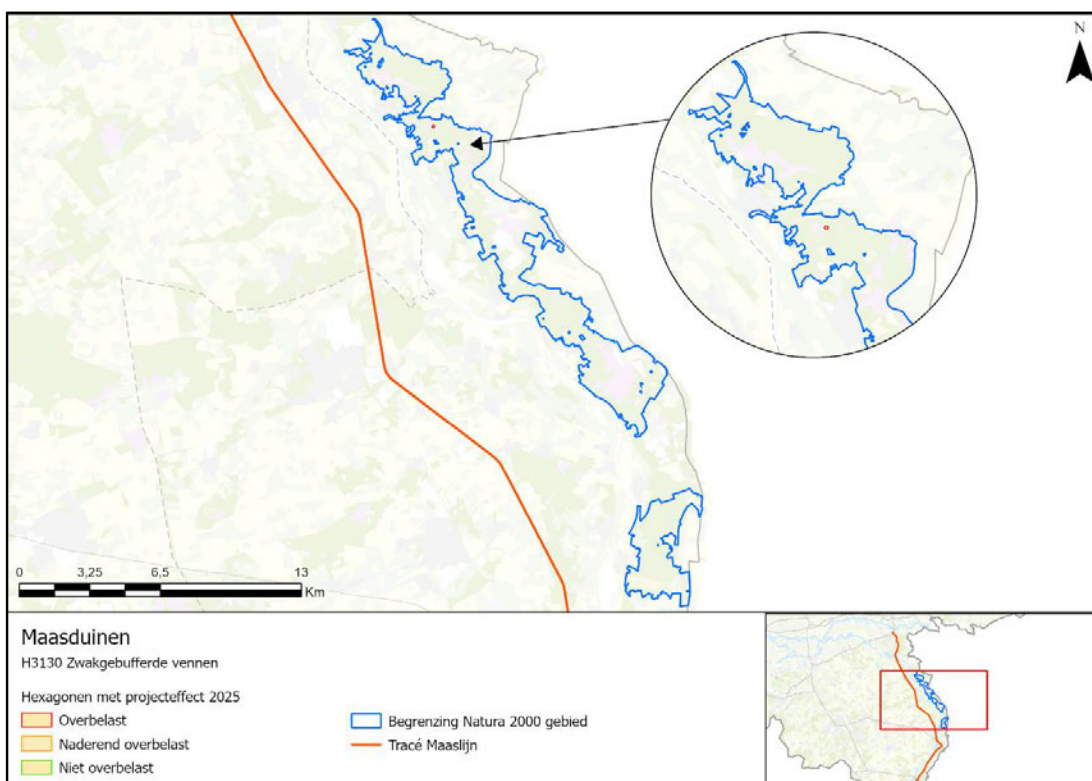 N
0
3,25
6,5
13
Km
Maasduinen
H3130 Zwakgebufferde vennen
Hexagonen met projecteffect 2025
Overbelast
Naderend overbelast
Niet overbelast
Begrenzing Natura 2000 gebied
Tracé Maaslijn